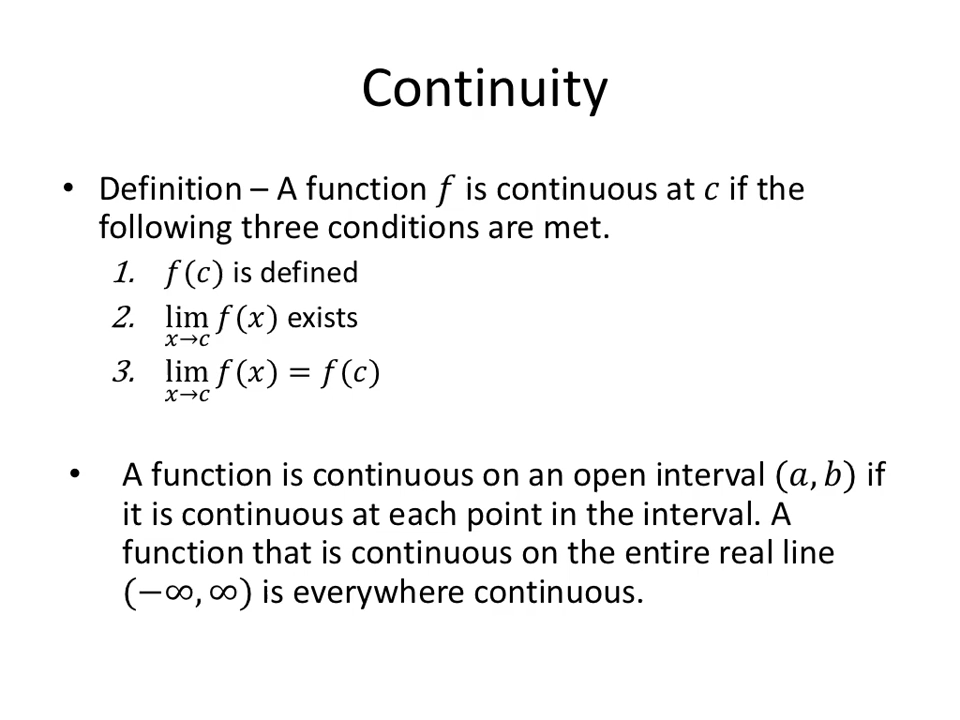 Continuity
• Definition – A function f is continuous at c if the
following three conditions are met.
1. f(c) is defined
2. lim x→c f(x) exists
3. lim x→c f(x) = f(c)
• A function is continuous on an open interval (a, b) if
it is continuous at each point in the interval. A
function that is continuous on the entire real line
(−∞, ∞) is everywhere continuous.